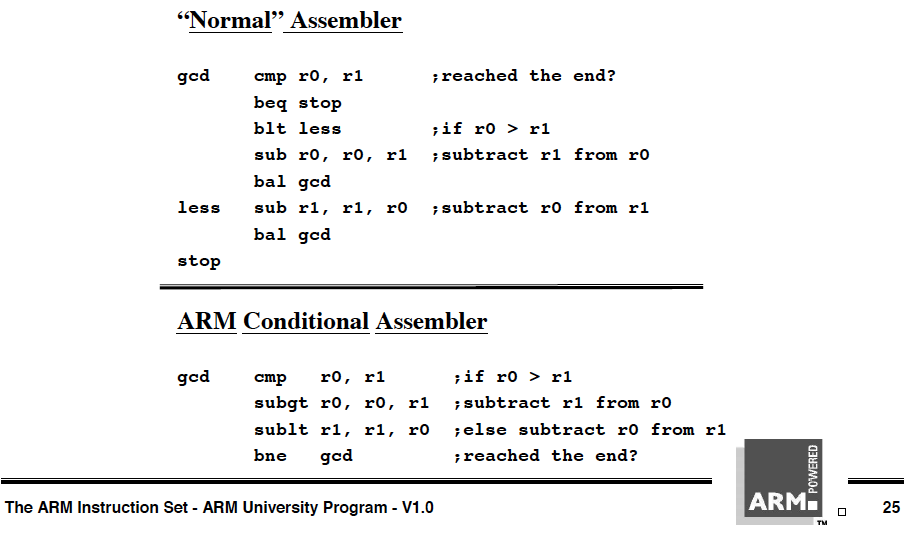 “Normal” Assembler
gcd cmp r0, r1 ;reached the end?
beq stop
blt less ;if r0 > r1
sub r0, r0, r1 ;subtract r1 from r0
bal gcd
less sub r1, r1, r0 ;subtract r0 from r1
bal gcd
stop
ARM Conditional Assembler
gcd cmp r0, r1 ;if r0 > r1
subgt r0, r0, r1 ;subtract r1 from r0
sublt r1, r1, r0 ;else subtract r0 from r1
bne gcd ;reached the end?
ARM POWERED
TM
The ARM Instruction Set - ARM University Program - V1.0
25